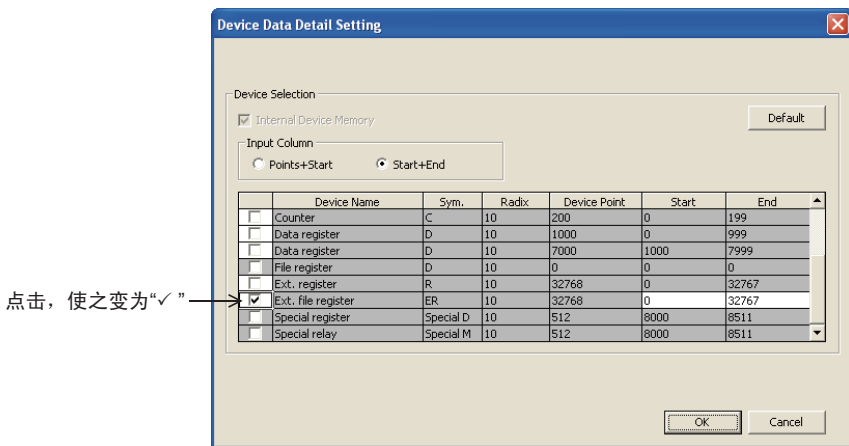 Device Data Detail Setting
Device Selection
Internal Device Memory
Default
Input Column
Points+Start Start+End
Device Name Sym. Radix Device Point Start End
Counter C 10 200 0 199
Data register D 10 1000 0 999
Data register D 10 7000 1000 7999
File register D 10 0 0 0
Ext. register R 10 32768 0 32767
Ext. file register ER 10 32768 0 32767
Special register Special D 10 512 8000 8511
Special relay Special M 10 512 8000 8511
点击，使之变为“✓ ”
OK Cancel